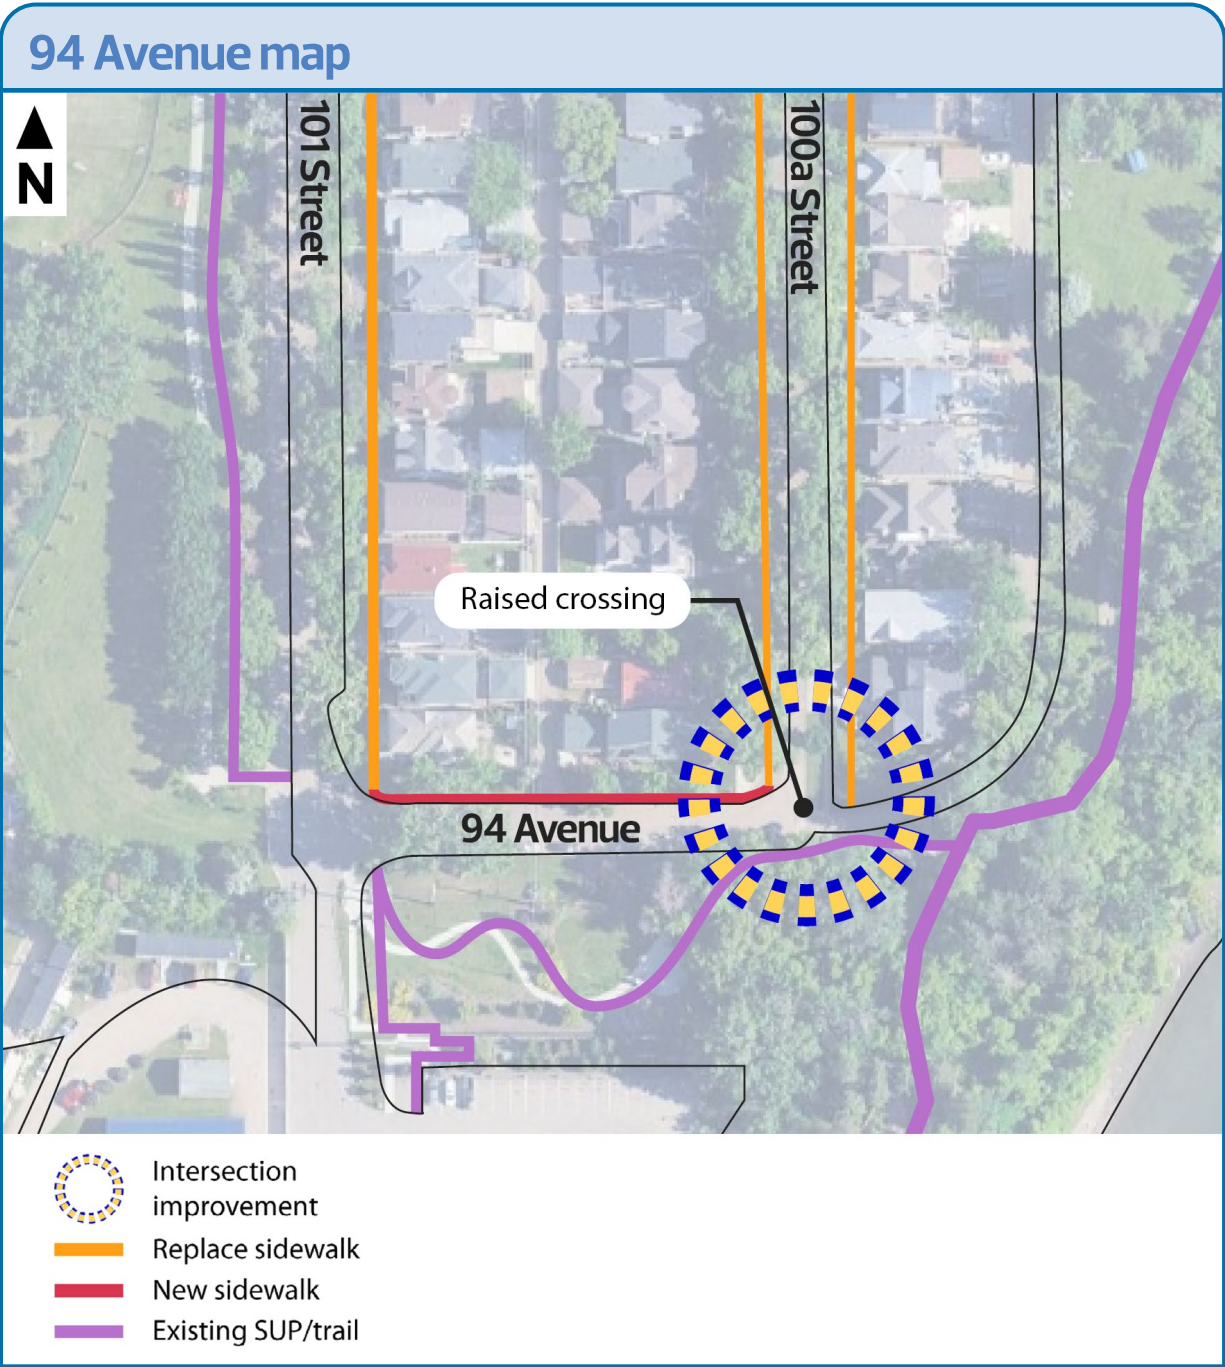 94 Avenue map
N
101 Street
100a Street
Raised crossing
94 Avenue
Intersection
improvement
Replace sidewalk
New sidewalk
Existing SUP/trail